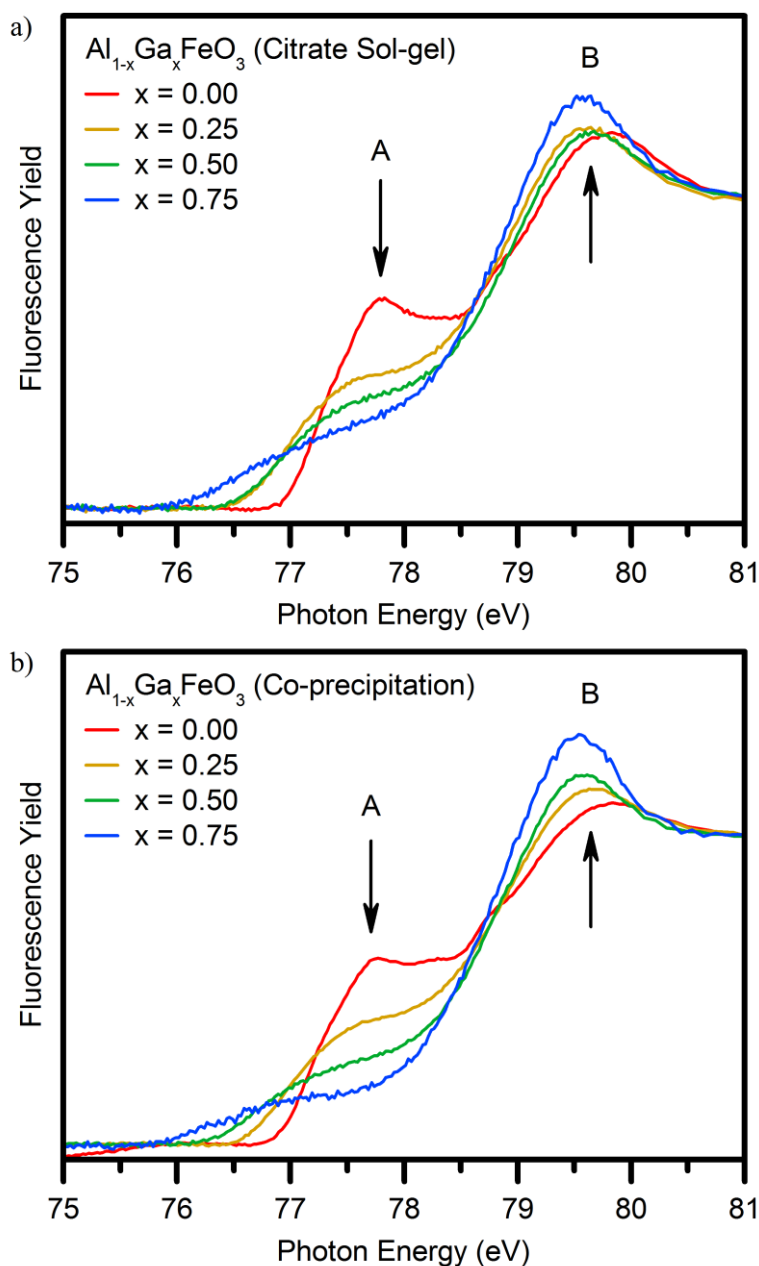 a)
Al₁₋ₓGaₓFeO₃ (Citrate Sol-gel)
x = 0.00
x = 0.25
x = 0.50
x = 0.75
A
B
Fluorescence Yield
75 76 77 78 79 80 81
Photon Energy (eV)
b)
Al₁₋ₓGaₓFeO₃ (Co-precipitation)
x = 0.00
x = 0.25
x = 0.50
x = 0.75
A
B
Fluorescence Yield
75 76 77 78 79 80 81
Photon Energy (eV)